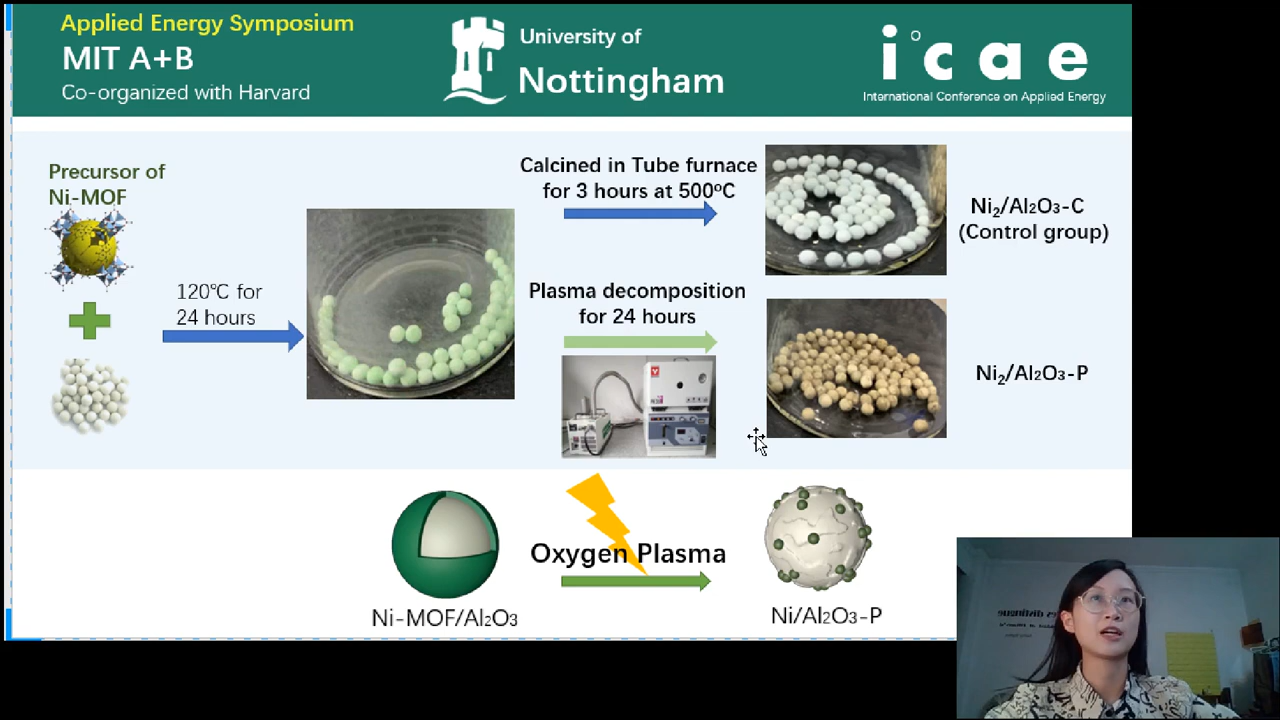 Applied Energy Symposium
MIT A+B
Co-organized with Harvard
University of
Nottingham
i c a e
International Conference on Applied Energy
Precursor of
Ni-MOF
120℃ for
24 hours
Calcined in Tube furnace
for 3 hours at 500ºC
Ni₂/Al₂O₃-C
(Control group)
Plasma decomposition
for 24 hours
Ni₂/Al₂O₃-P
Oxygen Plasma
Ni-MOF/Al₂O₃
Ni/Al₂O₃-P